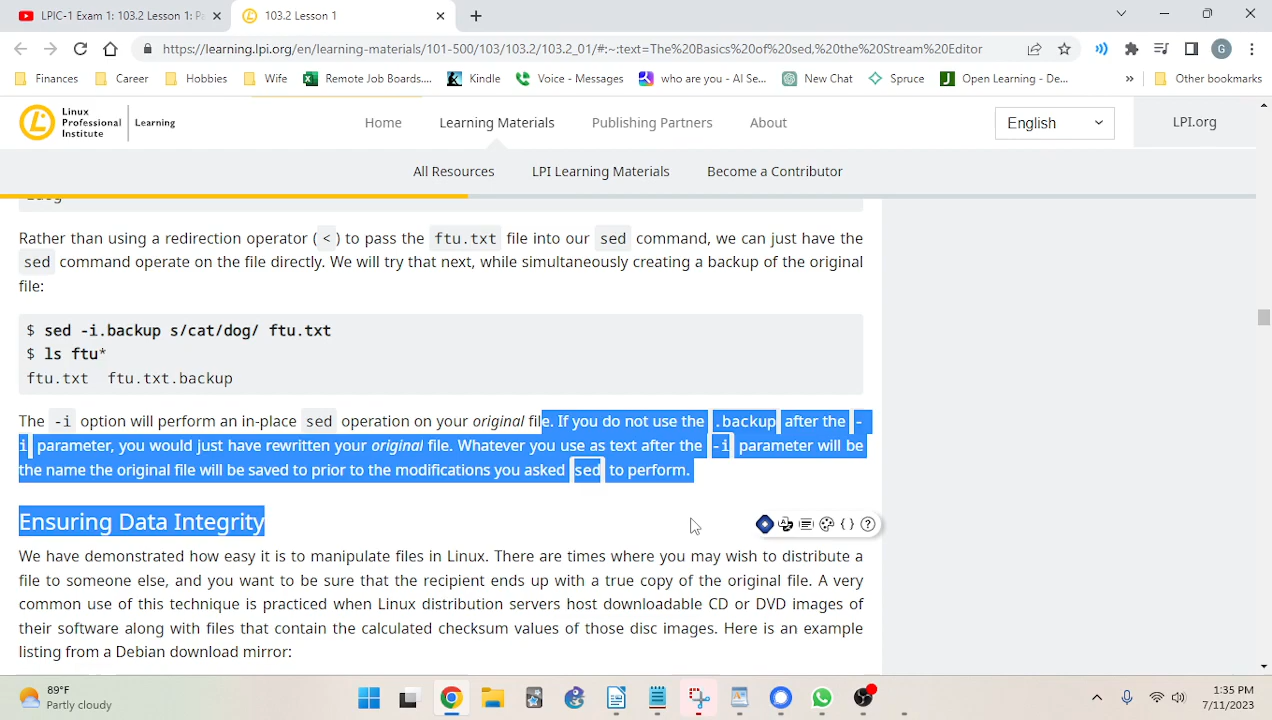 LPIC-1 Exam 1: 103.2 Lesson 1: Pa
103.2 Lesson 1
https://learning.lpi.org/en/learning-materials/101-500/103/103.2/103.2_01/#:~:text=The%20Basics%20of%20sed,%20the%20Stream%20Editor
G
Finances
Career
Hobbies
Wife
Remote Job Boards....
Kindle
Voice - Messages
who are you - AI Se...
New Chat
Spruce
Open Learning - De...
»
Other bookmarks
Linux
Professional
Institute
Learning
Home
Learning Materials
Publishing Partners
About
English
LPI.org
All Resources
LPI Learning Materials
Become a Contributor
Rather than using a redirection operator ( < ) to pass the ftu.txt file into our sed command, we can just have the
sed command operate on the file directly. We will try that next, while simultaneously creating a backup of the original
file:
$ sed -i.backup s/cat/dog/ ftu.txt
$ ls ftu*
ftu.txt ftu.txt.backup
The -i option will perform an in-place sed operation on your original file. If you do not use the .backup after the -
i parameter, you would just have rewritten your original file. Whatever you use as text after the -i parameter will be
the name the original file will be saved to prior to the modifications you asked sed to perform.
Ensuring Data Integrity
We have demonstrated how easy it is to manipulate files in Linux. There are times where you may wish to distribute a
file to someone else, and you want to be sure that the recipient ends up with a true copy of the original file. A very
common use of this technique is practiced when Linux distribution servers host downloadable CD or DVD images of
their software along with files that contain the calculated checksum values of those disc images. Here is an example
listing from a Debian download mirror:
89°F
Partly cloudy
1:35 PM
7/11/2023